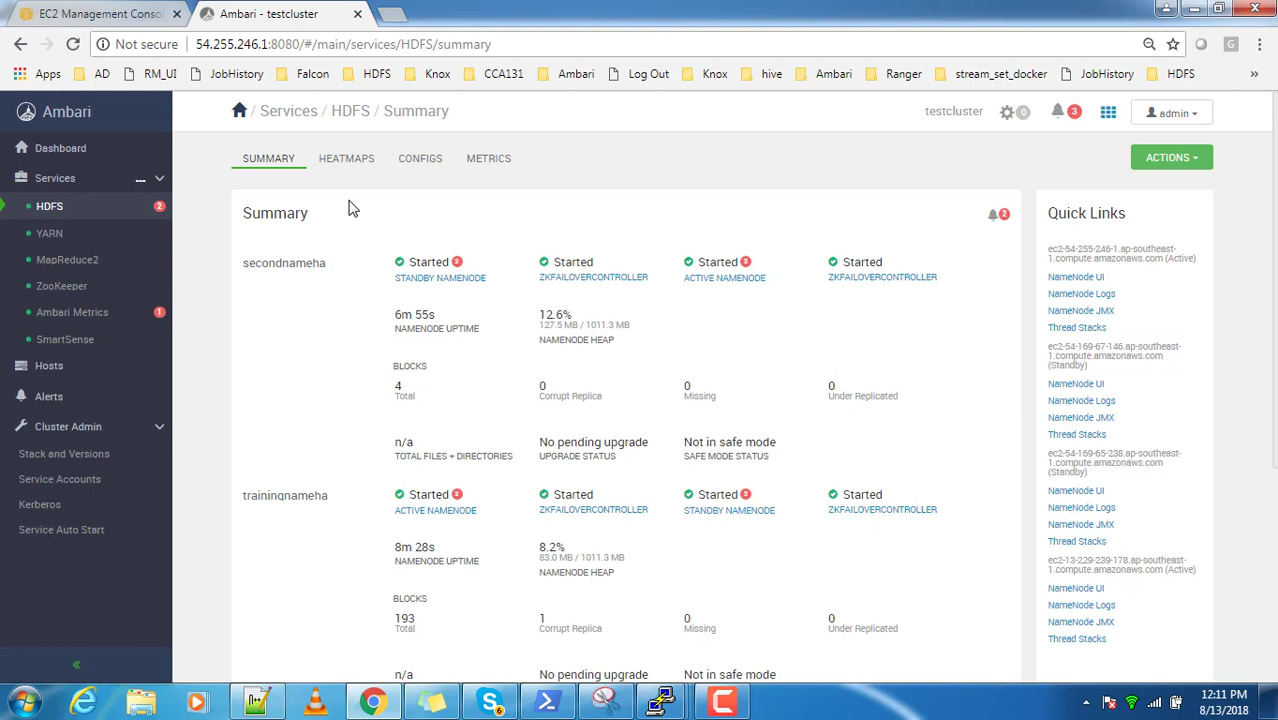 EC2 Management Conso
Ambari - testcluster
Not secure
54.255.246.1:8080/#/main/services/HDFS/summary
G
Apps
AD
RM_UI
JobHistory
Falcon
HDFS
Knox
CCA131
Ambari
Log Out
Knox
hive
Ambari
Ranger
stream_set_docker
JobHistory
HDFS
»
Ambari
/ Services / HDFS / Summary
testcluster
0
3
admin
Dashboard
Services
...
HDFS
2
YARN
MapReduce2
ZooKeeper
Ambari Metrics
1
SmartSense
Hosts
Alerts
Cluster Admin
Stack and Versions
Service Accounts
Kerberos
Service Auto Start
«
SUMMARY
HEATMAPS
CONFIGS
METRICS
ACTIONS
Summary
2
secondnameha
Started 2
STANDBY NAMENODE
Started
ZKFAILOVERCONTROLLER
Started 2
ACTIVE NAMENODE
Started
ZKFAILOVERCONTROLLER
6m 55s
NAMENODE UPTIME
12.6%
127.5 MB / 1011.3 MB
NAMENODE HEAP
BLOCKS
4
Total
0
Corrupt Replica
0
Missing
0
Under Replicated
n/a
TOTAL FILES + DIRECTORIES
No pending upgrade
UPGRADE STATUS
Not in safe mode
SAFE MODE STATUS
trainingnameha
Started 2
ACTIVE NAMENODE
Started
ZKFAILOVERCONTROLLER
Started 2
STANDBY NAMENODE
Started
ZKFAILOVERCONTROLLER
8m 28s
NAMENODE UPTIME
8.2%
83.0 MB / 1011.3 MB
NAMENODE HEAP
BLOCKS
193
Total
1
Corrupt Replica
0
Missing
0
Under Replicated
n/a
No pending upgrade
Not in safe mode
Quick Links
ec2-54-255-246-1.ap-southeast-
1.compute.amazonaws.com (Active)
NameNode UI
NameNode Logs
NameNode JMX
Thread Stacks
ec2-54-169-67-146.ap-southeast-
1.compute.amazonaws.com
(Standby)
NameNode UI
NameNode Logs
NameNode JMX
Thread Stacks
ec2-54-169-65-238.ap-southeast-
1.compute.amazonaws.com
(Standby)
NameNode UI
NameNode Logs
NameNode JMX
Thread Stacks
ec2-13-229-239-178.ap-southeast-
1.compute.amazonaws.com (Active)
NameNode UI
NameNode Logs
NameNode JMX
Thread Stacks
12:11 PM
8/13/2018